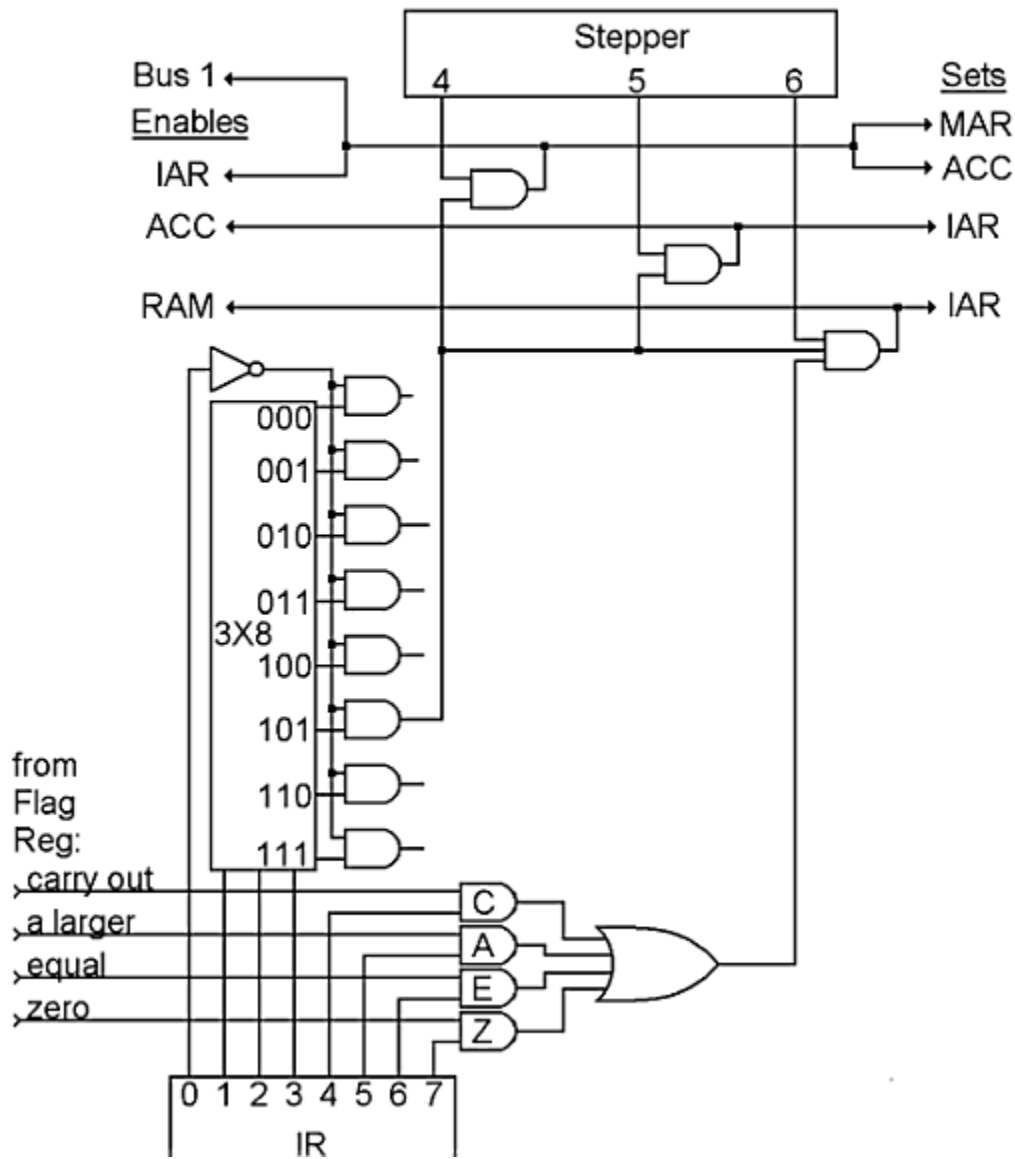 Stepper
4 5 6
Bus 1
Enables
IAR
ACC
RAM
Sets
MAR
ACC
IAR
IAR
000
001
010
011
3X8
100
101
110
111
from
Flag
Reg:
carry out
a larger
equal
zero
C
A
E
Z
0 1 2 3 4 5 6 7
IR